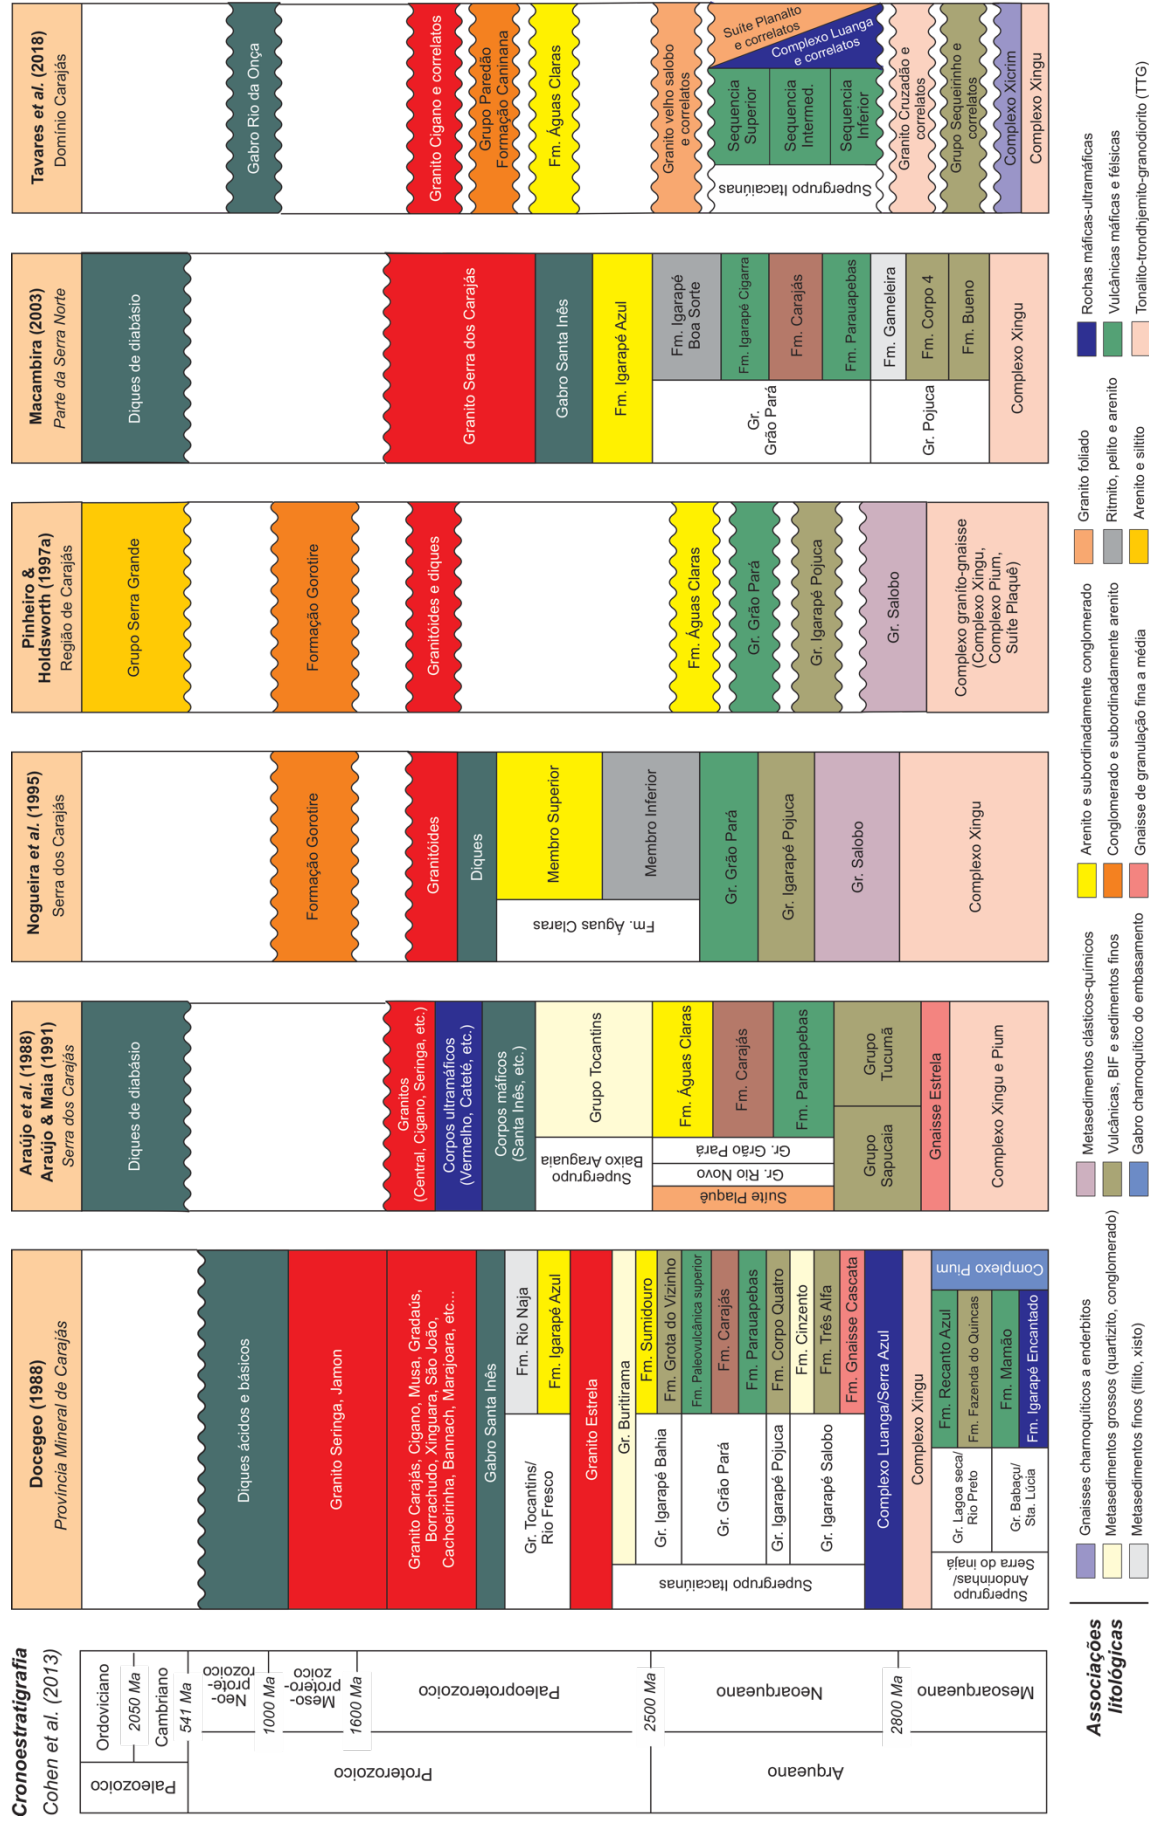 Cronoestratigrafia
Cohen et al. (2013)
Paleozoico
Ordoviciano
2050 Ma
Cambriano
541 Ma
Proterozoico
Neo-
prote-
rozoico
1000 Ma
Meso-
protero-
zoico
1600 Ma
Paleoproterozoico
2500 Ma
Arqueano
Neoarqueano
2800 Ma
Mesoarqueano
Docegeo (1988)
Província Mineral de Carajás
Diques ácidos e básicos
Granito Seringa, Jamon
Granito Carajás, Cigano, Musa, Gradaús,
Borrachudo, Xinguara, São João,
Cachoeirinha, Bannach, Marajoara, etc...
Gabro Santa Inês
Gr. Tocantins/
Rio Fresco
Fm. Rio Naja
Fm. Igarapé Azul
Granito Estrela
Supergrupo Itacaiúnas
Gr. Buritirama
Gr. Igarapé Bahia
Fm. Sumidouro
Fm. Grota do Vizinho
Gr. Grão Pará
Fm. Paleovulcânica superior
Fm. Carajás
Fm. Parauapebas
Gr. Igarapé Pojuca
Fm. Corpo Quatro
Gr. Igarapé Salobo
Fm. Cinzento
Fm. Três Alfa
Fm. Gnaisse Cascata
Complexo Luanga/Serra Azul
Complexo Xingu
Supergrupo
Andorinhas/
Serra do inajá
Gr. Lagoa seca/
Rio Preto
Fm. Recanto Azul
Fm. Fazenda do Quincas
Gr. Babaçu/
Sta. Lúcia
Fm. Mamão
Fm. Igarapé Encantado
Complexo Pium
Araújo et al. (1988)
Araújo & Maia (1991)
Serra dos Carajás
Diques de diabásio
Granitos
(Central, Cigano, Seringa, etc.)
Corpos ultramáficos
(Vermelho, Cateté, etc.)
Corpos máficos
(Santa Inês, etc.)
Supergrupo
Baixo Araguaia
Grupo Tocantins
Suíte Plaquê
Gr. Rio Novo
Gr. Grão Pará
Fm. Águas Claras
Fm. Carajás
Fm. Parauapebas
Grupo
Sapucaia
Grupo
Tucumã
Gnaisse Estrela
Complexo Xingu e Pium
Nogueira et al. (1995)
Serra dos Carajás
Formação Gorotire
Granitóides
Diques
Fm. Águas Claras
Membro Superior
Membro Inferior
Gr. Grão Pará
Gr. Igarapé Pojuca
Gr. Salobo
Complexo Xingu
Pinheiro &
Holdsworth (1997a)
Região de Carajás
Grupo Serra Grande
Formação Gorotire
Granitóides e diques
Fm. Águas Claras
Gr. Grão Pará
Gr. Igarapé Pojuca
Gr. Salobo
Complexo granito-gnaisse
(Complexo Xingu,
Complexo Pium,
Suíte Plaquê)
Macambira (2003)
Parte da Serra Norte
Diques de diabásio
Granito Serra dos Carajás
Gabro Santa Inês
Fm. Igarapé Azul
Gr.
Grão Pará
Fm. Igarapé
Boa Sorte
Fm. Igarapé Cigarra
Fm. Carajás
Fm. Parauapebas
Gr. Pojuca
Fm. Gameleira
Fm. Corpo 4
Fm. Bueno
Complexo Xingu
Tavares et al. (2018)
Domínio Carajás
Gabro Rio da Onça
Granito Cigano e correlatos
Grupo Paredão
Formação Caninana
Fm. Águas Claras
Granito velho salobo
e correlatos
Supergrupo Itacaiúnas
Sequencia
Superior
Sequencia
Intermed.
Sequencia
Inferior
Suíte Planalto
e correlatos
Complexo Luanga
e correlatos
Granito Cruzadão e
correlatos
Grupo Sequeirinho e
correlatos
Complexo Xicrim
Complexo Xingu
Associações
litológicas
Gnaisses charnoquíticos a enderbitos
Metasedimentos grossos (quartizito, conglomerado)
Metasedimentos finos (filito, xisto)
Metasedimentos clásticos-químicos
Vulcânicas, BIF e sedimentos finos
Gabro charnoquítico do embasamento
Arenito e subordinadamente conglomerado
Conglomerado e subordinadamente arenito
Gnaisse de granulação fina a média
Granito foliado
Ritmito, pelito e arenito
Arenito e siltito
Rochas máficas-ultramáficas
Vulcânicas máficas e félsicas
Tonalito-trondhjemito-granodiorito (TTG)